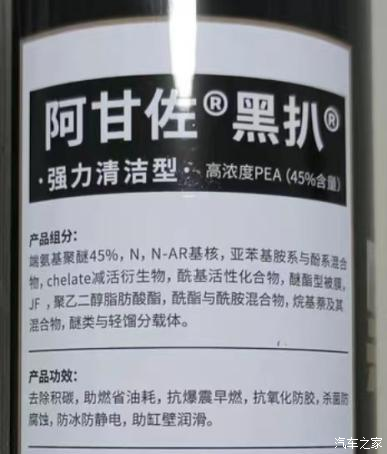 阿甘佐®黑扒®
·强力清洁型· 高浓度PEA(45%含量)
产品组分:
端氨基聚醚45%,N,N-AR基核,亚苯基胺系与酚系混合
物,chelate减活衍生物,酰基活性化合物,醚酯型被膜,
JF ,聚乙二醇脂肪酸酯,酰酯与酰胺混合物,烷基萘及其
混合物,醚类与轻馏分载体。
产品功效:
去除积碳,助燃省油耗,抗爆震早燃,抗氧化防胶,杀菌防
腐蚀,防冰防静电,助缸壁润滑。
汽车之家